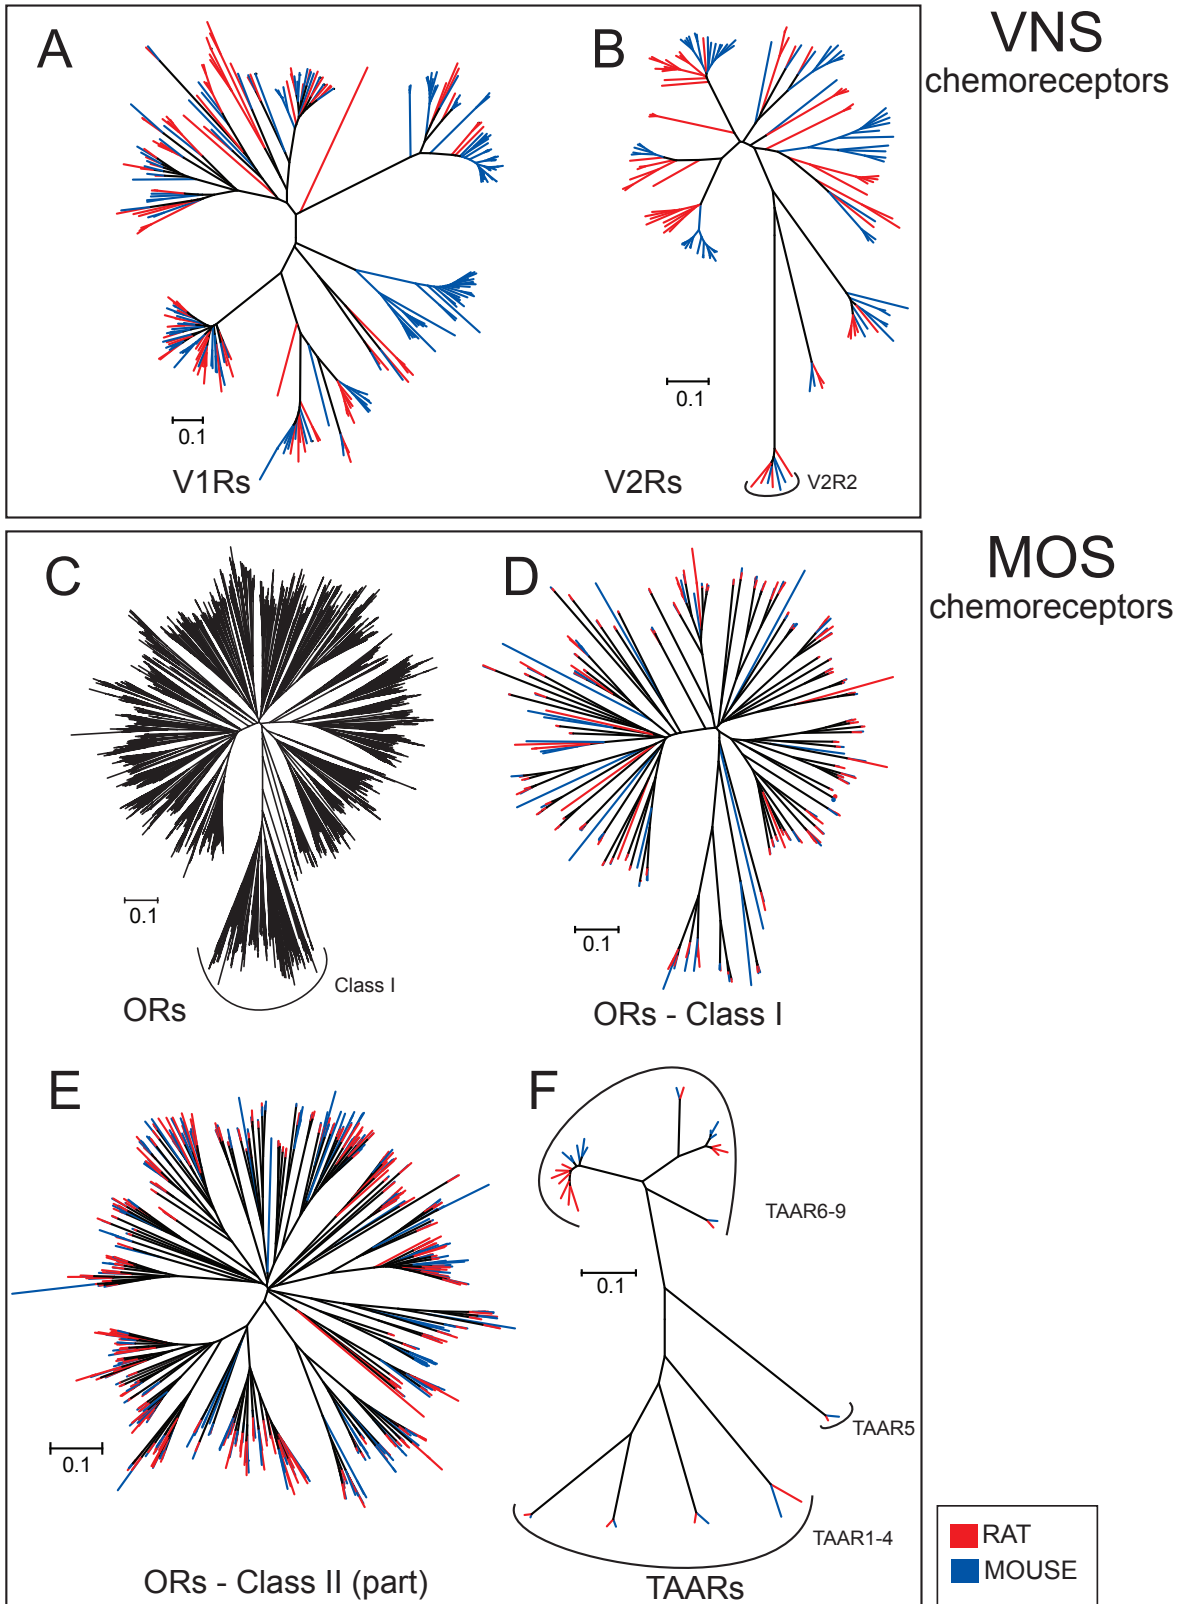 A
B
VNS
chemoreceptors
0.1
0.1
V1Rs
V2Rs
V2R2
C
D
MOS
chemoreceptors
0.1
0.1
Class I
ORs
ORs - Class I
E
F
TAAR6-9
0.1
0.1
TAAR5
TAAR1-4
ORs - Class II (part)
TAARs
RAT
MOUSE